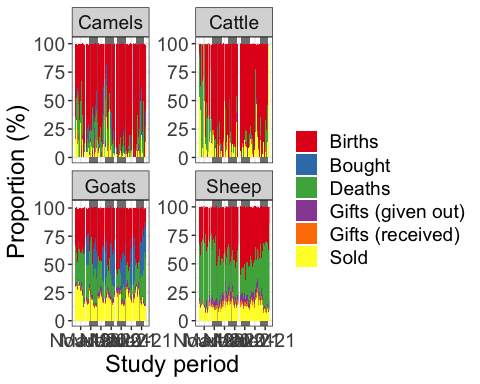 Camels
Cattle
100
75
50
25
0
100
75
50
25
0
Goats
Sheep
100
75
50
25
0
100
75
50
25
0
Proportion (%)
Study period
Births
Bought
Deaths
Gifts (given out)
Gifts (received)
Sold